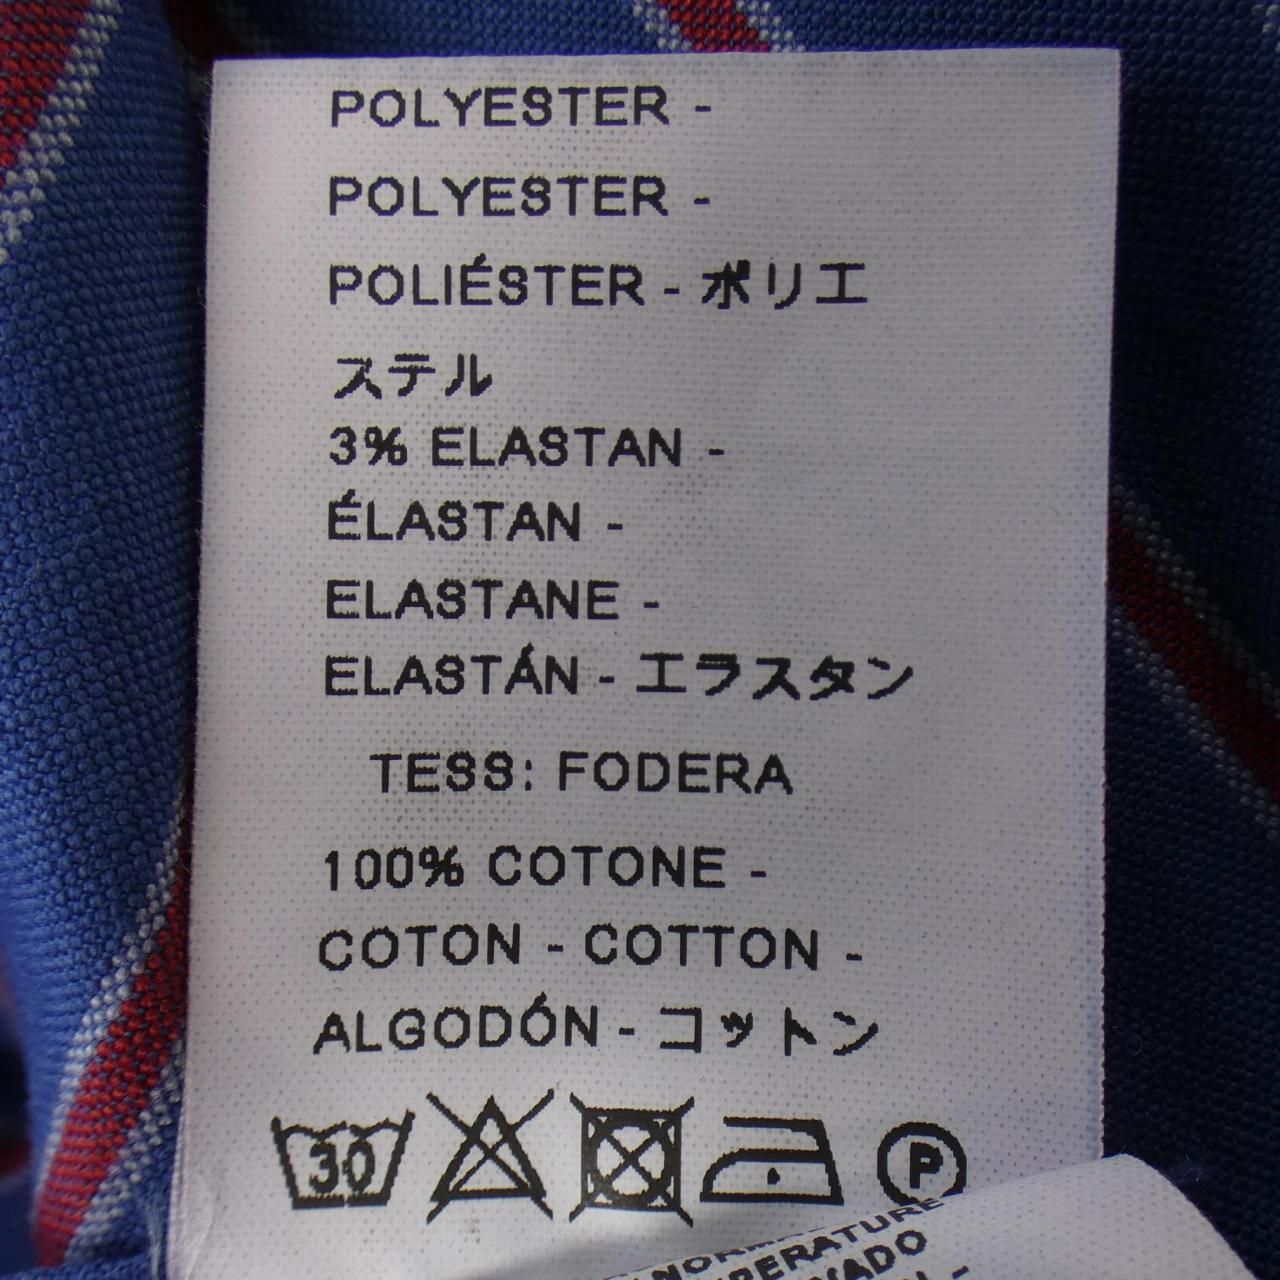 POLYESTER -
POLYESTER -
POLIÉSTER - ポリエ
ステル
3% ELASTAN -
ÉLASTAN -
ELASTANE -
ELASTÁN - エラスタン
TESS: FODERA
100% COTONE -
COTON - COTTON -
ALGODÓN - コットン
30
P